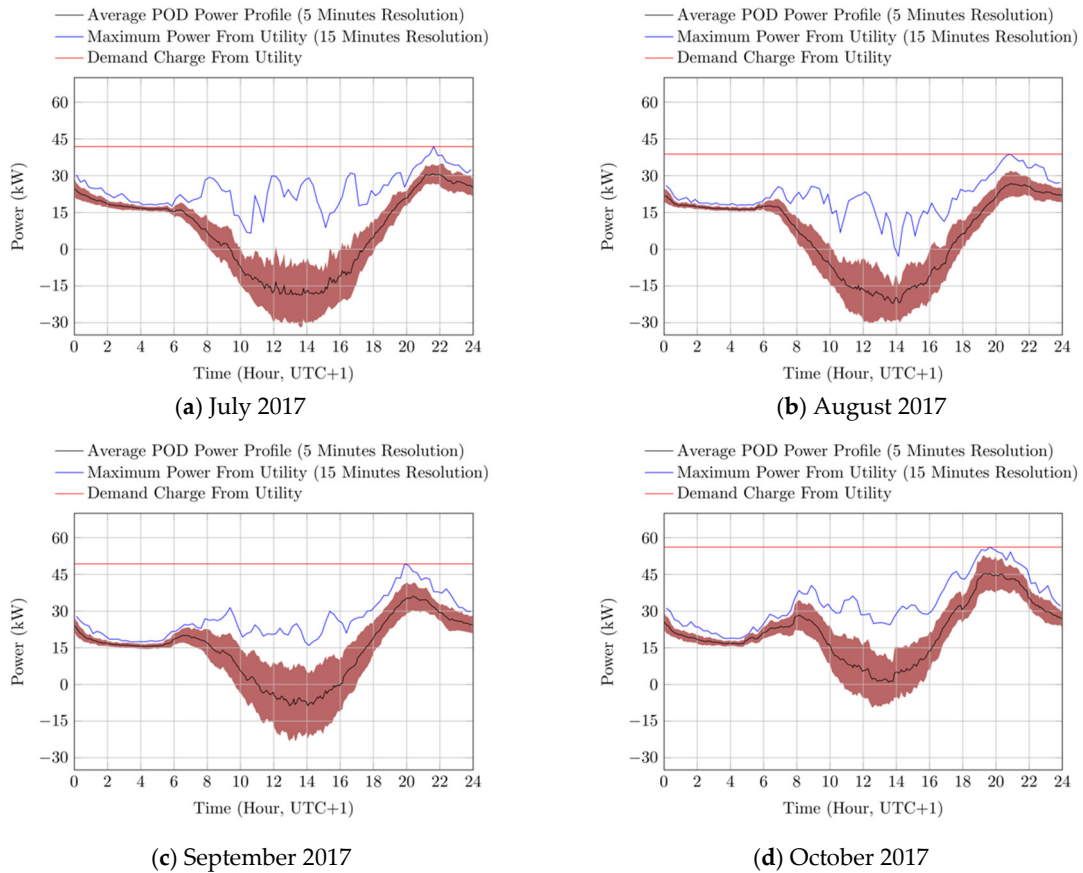 Average POD Power Profile (5 Minutes Resolution)
Maximum Power From Utility (15 Minutes Resolution)
Demand Charge From Utility
60
45
30
15
0
−15
−30
Power (kW)
0 2 4 6 8 10 12 14 16 18 20 22 24
Time (Hour, UTC+1)
(a) July 2017
Average POD Power Profile (5 Minutes Resolution)
Maximum Power From Utility (15 Minutes Resolution)
Demand Charge From Utility
60
45
30
15
0
−15
−30
Power (kW)
0 2 4 6 8 10 12 14 16 18 20 22 24
Time (Hour, UTC+1)
(b) August 2017
Average POD Power Profile (5 Minutes Resolution)
Maximum Power From Utility (15 Minutes Resolution)
Demand Charge From Utility
60
45
30
15
0
−15
−30
Power (kW)
0 2 4 6 8 10 12 14 16 18 20 22 24
Time (Hour, UTC+1)
(c) September 2017
Average POD Power Profile (5 Minutes Resolution)
Maximum Power From Utility (15 Minutes Resolution)
Demand Charge From Utility
60
45
30
15
0
−15
−30
Power (kW)
0 2 4 6 8 10 12 14 16 18 20 22 24
Time (Hour, UTC+1)
(d) October 2017